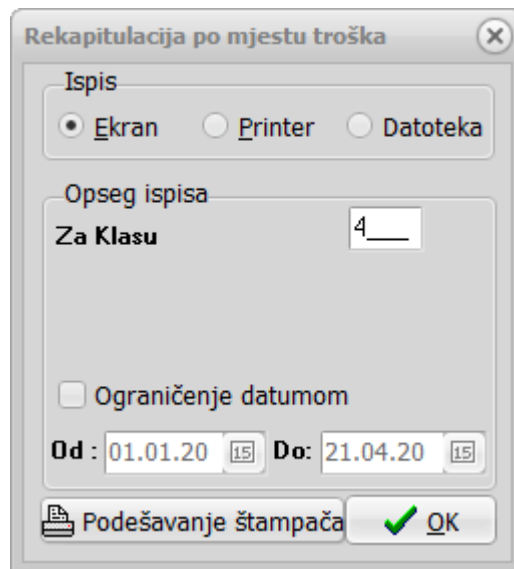 Rekapitulacija po mjestu troška
Ispis
Ekran Printer Datoteka
Opseg ispisa
Za Klasu 4___
Ograničenje datumom
Od : 01.01.20 15 Do: 21.04.20 15
Podešavanje štampača OK